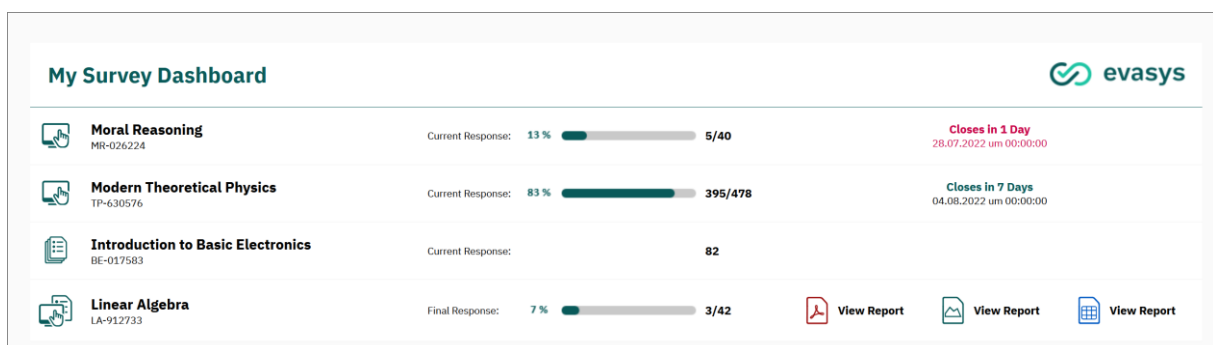 My Survey Dashboard
evasys
Moral Reasoning
MR-026224
Current Response: 13 % 5/40
Closes in 1 Day
28.07.2022 um 00:00:00
Modern Theoretical Physics
TP-630576
Current Response: 83 % 395/478
Closes in 7 Days
04.08.2022 um 00:00:00
Introduction to Basic Electronics
BE-017583
Current Response: 82
Linear Algebra
LA-912733
Final Response: 7 % 3/42
View Report
View Report
View Report